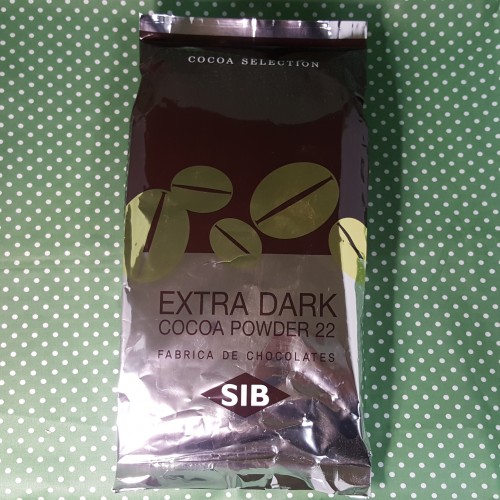 COCOA SELECTION
EXTRA DARK
COCOA POWDER 22
FABRICA DE CHOCOLATES
SIB